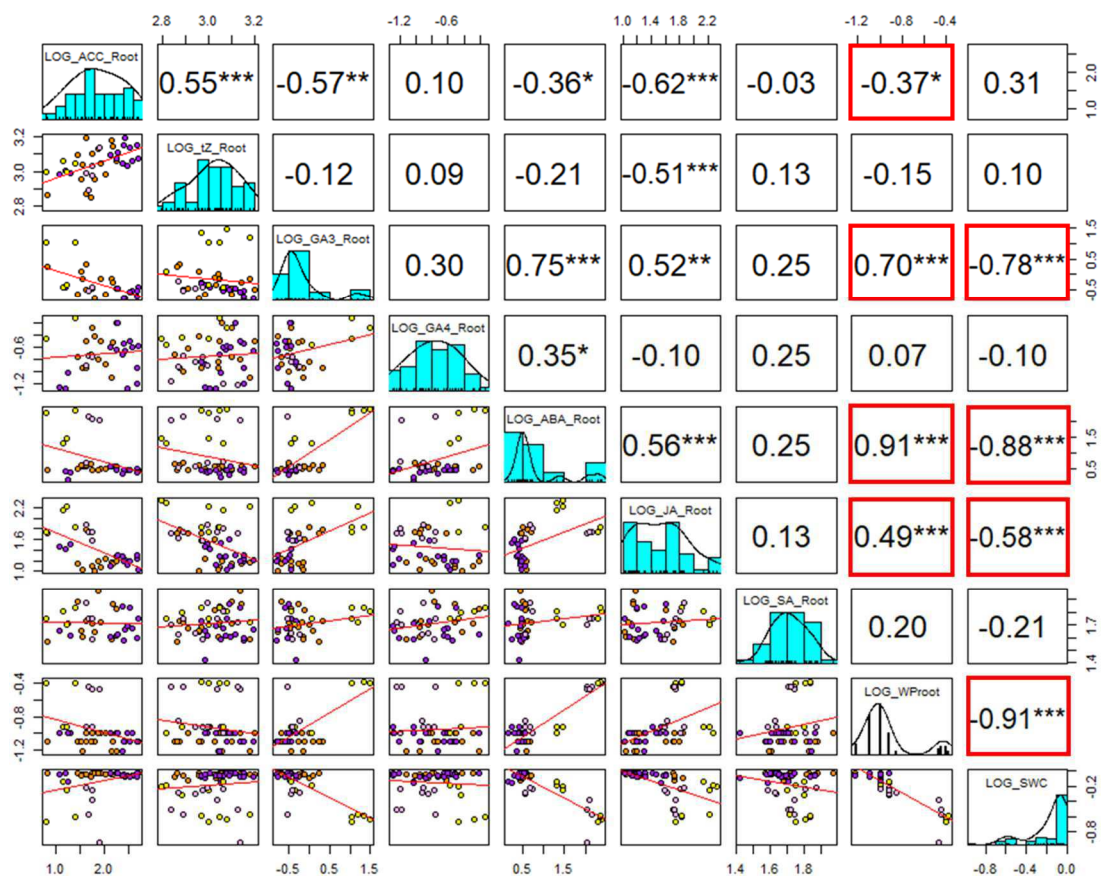 2.8 3.0 3.2 -1.2 -0.6 1.0 1.4 1.8 2.2 -1.2 -0.8 -0.4
LOG_ACC_Root 0.55*** -0.57** 0.10 -0.36* -0.62*** -0.03 -0.37* 0.31 1.0 2.0
2.8 3.0 3.2 LOG_tZ_Root -0.12 0.09 -0.21 -0.51*** 0.13 -0.15 0.10
LOG_GA3_Root 0.30 0.75*** 0.52** 0.25 0.70*** -0.78*** -0.5 0.5 1.5
-1.2 -0.6 LOG_GA4_Root 0.35* -0.10 0.25 0.07 -0.10
LOG_ABA_Root 0.56*** 0.25 0.91*** -0.88*** 0.5 1.5
1.0 1.6 2.2 LOG_JA_Root 0.13 0.49*** -0.58***
LOG_SA_Root 0.20 -0.21 1.4 1.7
-1.2 -0.8 -0.4 LOG_WProot -0.91***
LOG_SWC -0.8 -0.2
1.0 2.0 -0.5 0.5 1.5 0.5 1.5 1.4 1.6 1.8 -0.8 -0.4 0.0